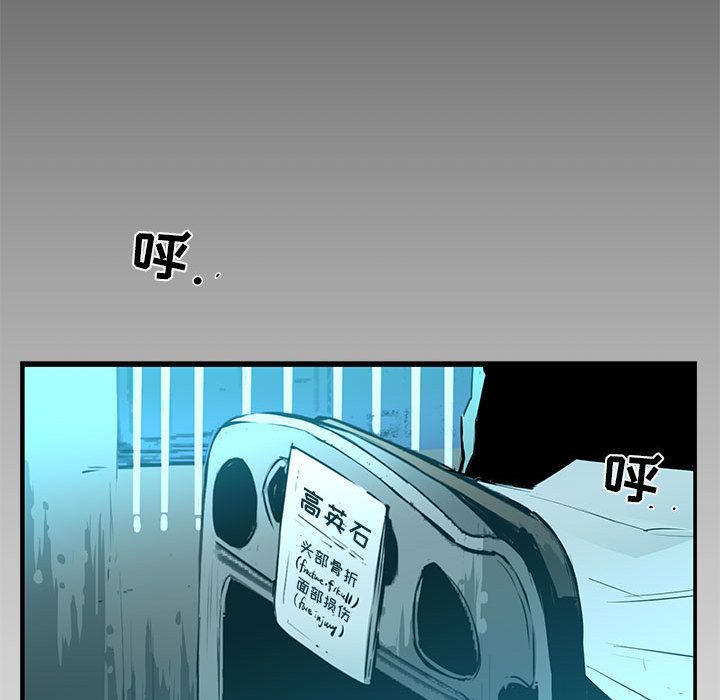 呼..
高英石
头部骨折
(fracture of skull)
面部损伤
(face injury)
呼..